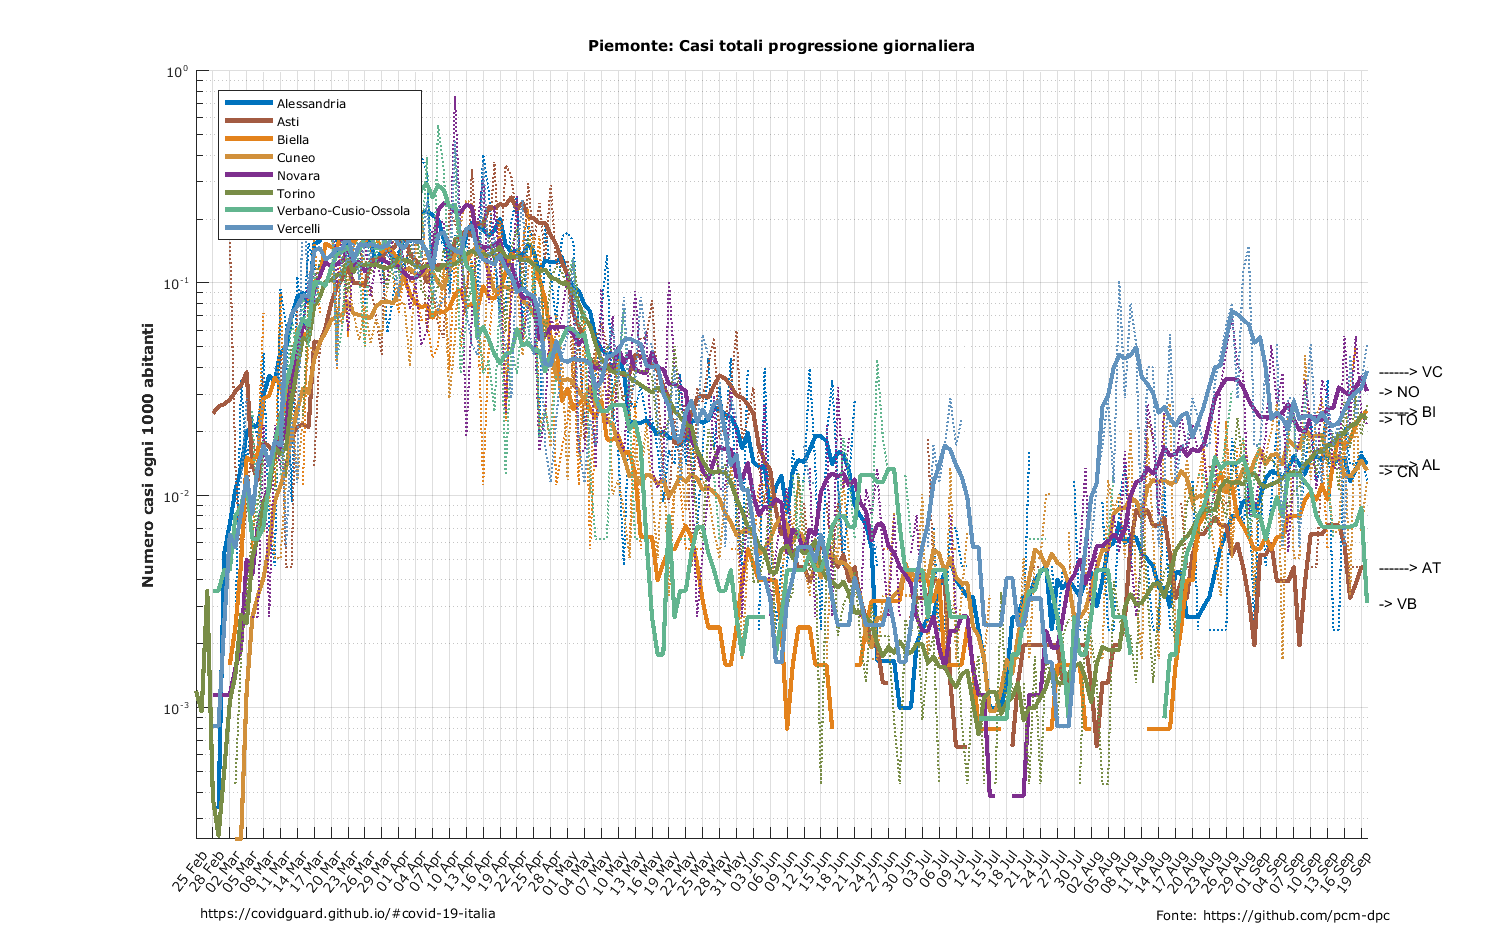 Piemonte: Casi totali progressione giornaliera
10^0
10^-1
10^-2
10^-3
Numero casi ogni 1000 abitanti
Alessandria
Asti
Biella
Cuneo
Novara
Torino
Verbano-Cusio-Ossola
Vercelli
------> VC
-> NO
------> BI
-> TO
------> AL
-> CN
------> AT
-> VB
25 Feb
28 Feb
02 Mar
05 Mar
08 Mar
11 Mar
14 Mar
17 Mar
20 Mar
23 Mar
26 Mar
29 Mar
01 Apr
04 Apr
07 Apr
10 Apr
13 Apr
16 Apr
19 Apr
22 Apr
25 Apr
28 Apr
01 May
04 May
07 May
10 May
13 May
16 May
19 May
22 May
25 May
28 May
31 May
03 Jun
06 Jun
09 Jun
12 Jun
15 Jun
18 Jun
21 Jun
24 Jun
27 Jun
30 Jun
03 Jul
06 Jul
09 Jul
12 Jul
15 Jul
18 Jul
21 Jul
24 Jul
27 Jul
30 Jul
02 Aug
05 Aug
08 Aug
11 Aug
14 Aug
17 Aug
20 Aug
23 Aug
26 Aug
29 Aug
01 Sep
04 Sep
07 Sep
10 Sep
13 Sep
16 Sep
19 Sep
https://covidguard.github.io/#covid-19-italia
Fonte: https://github.com/pcm-dpc